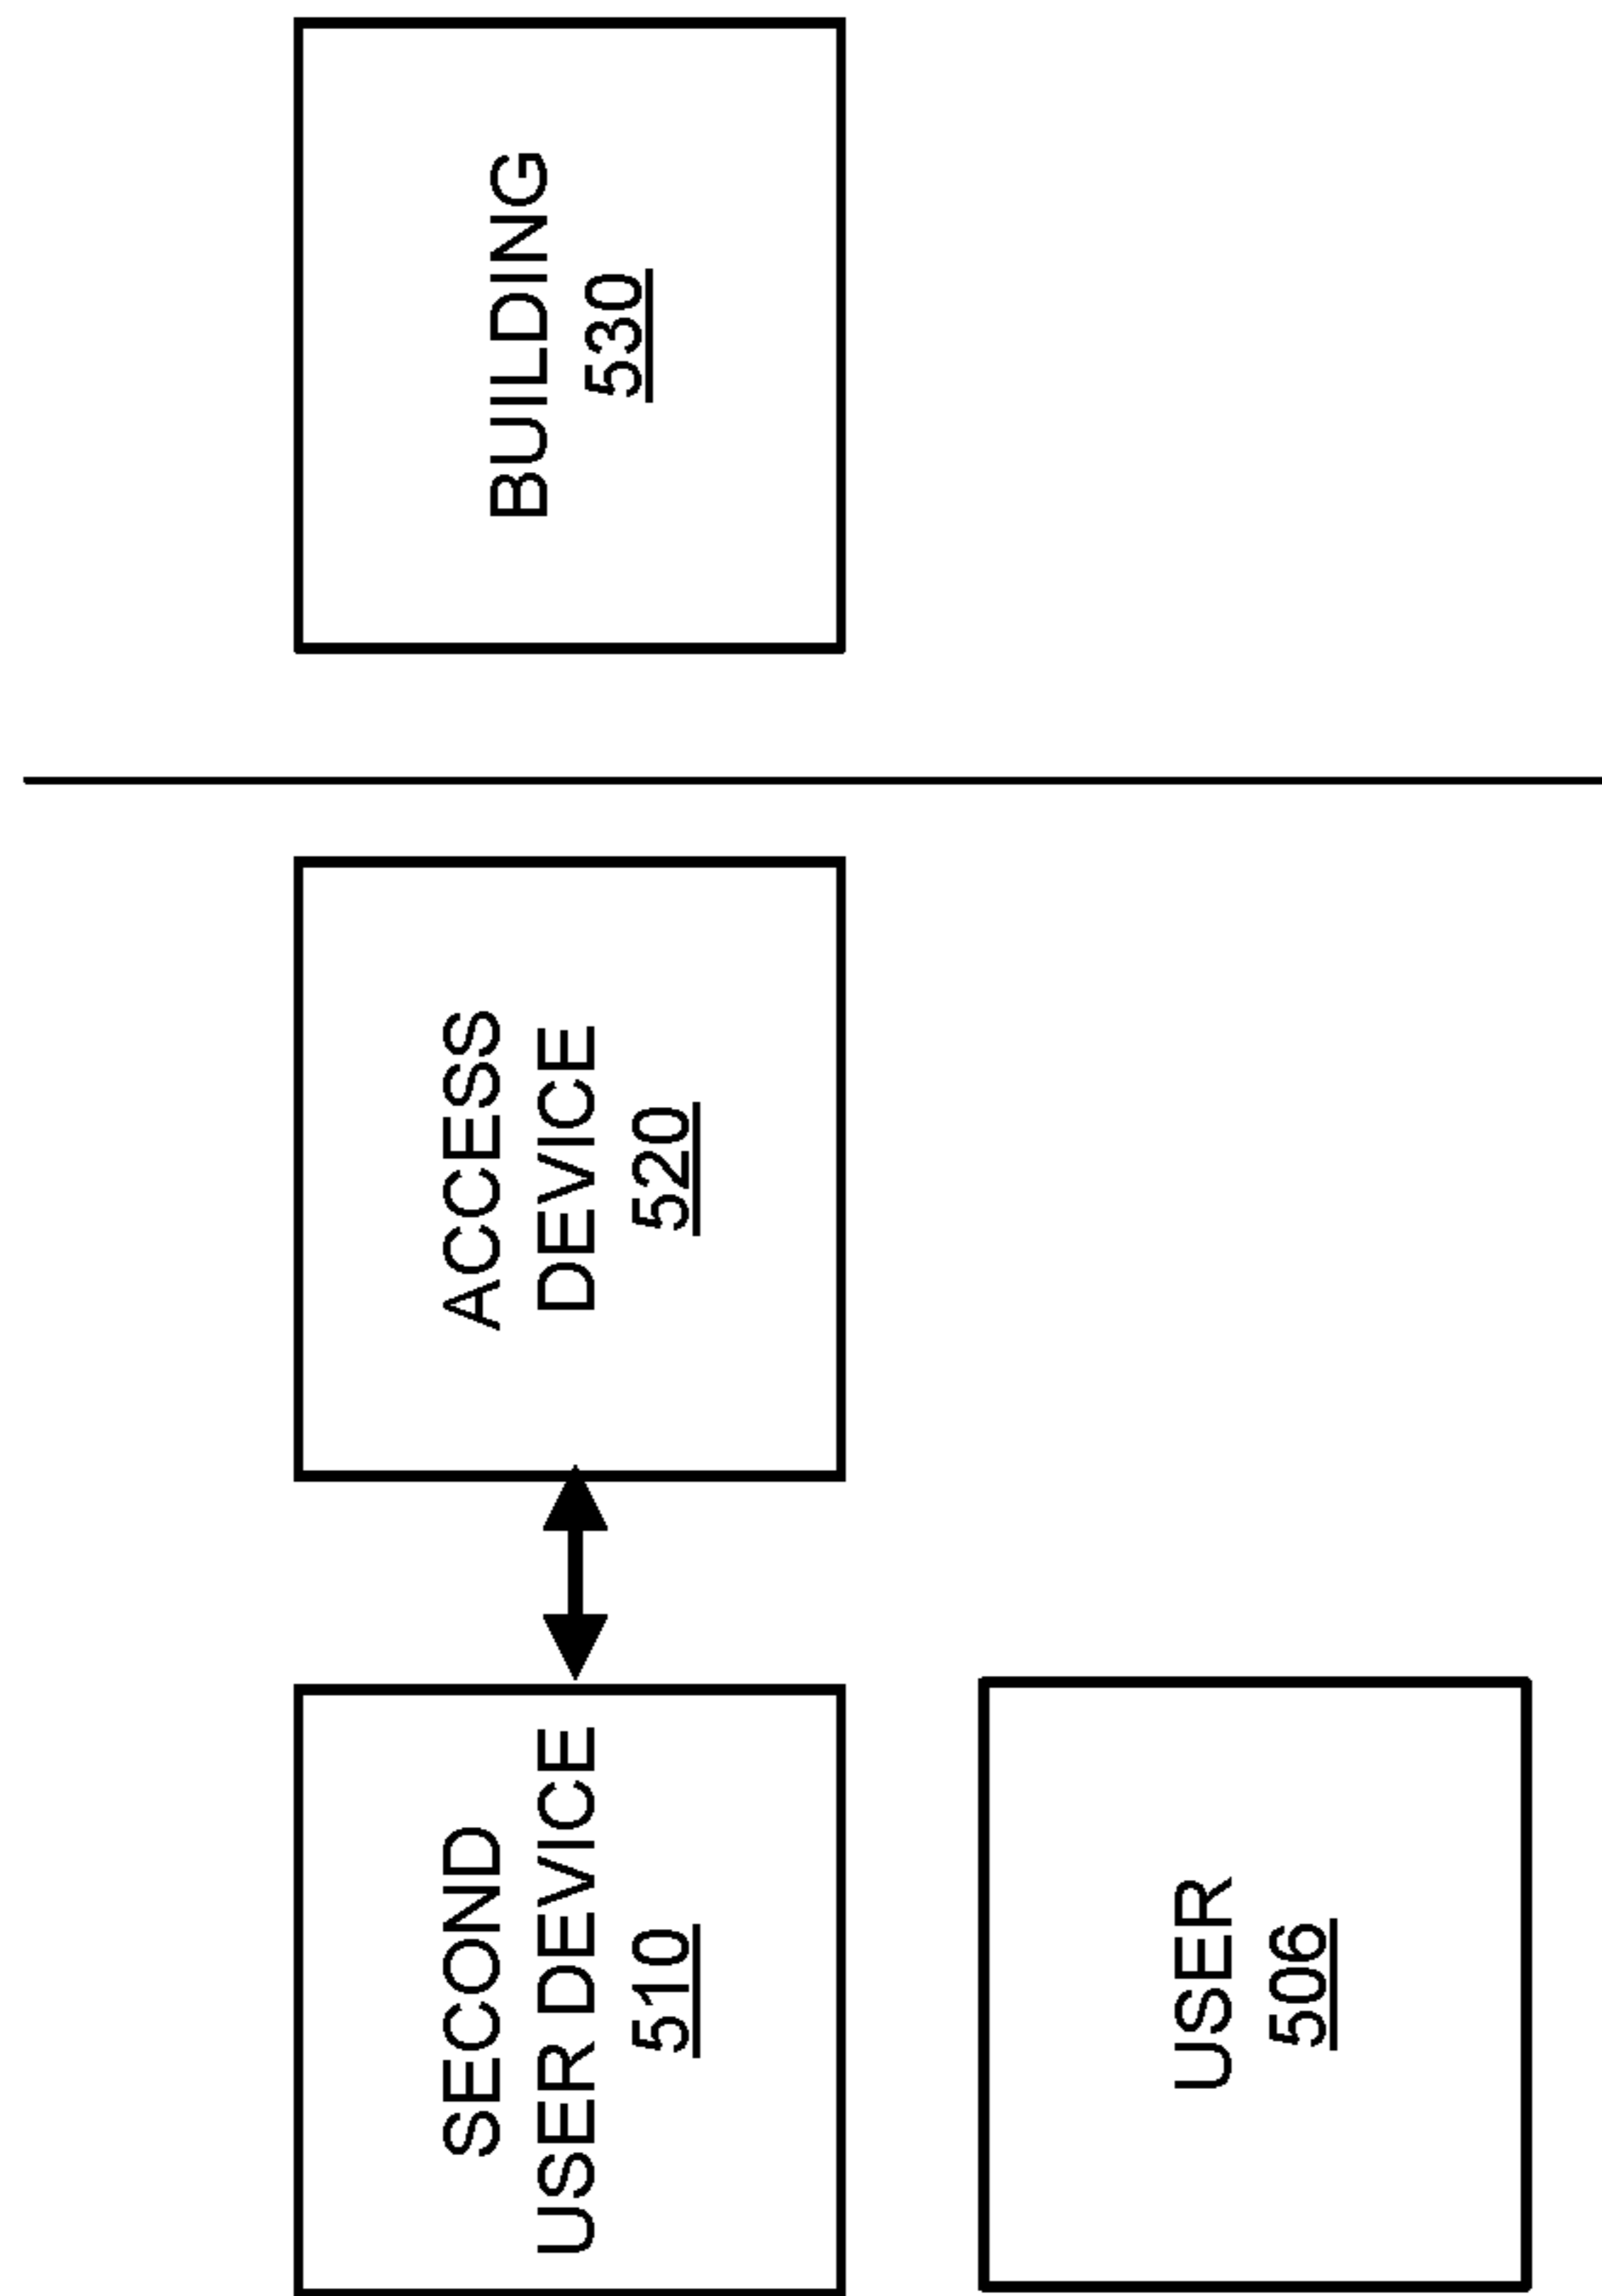 SECOND
USER DEVICE
510
ACCESS
DEVICE
520
BUILDING
530
USER
506